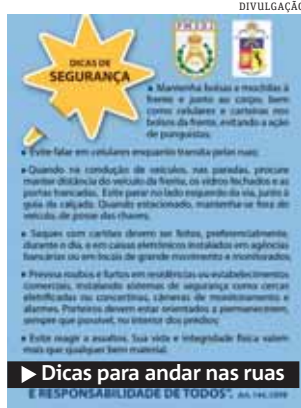 DIVULGAÇÃO
DICAS DE
SEGURANÇA
• Mantenha bolsas e mochilas à
frente e junto ao corpo, bem
como celulares e carteiras nos
bolsos da frente, evitando a ação
de punguistas;
• Evite falar em celulares enquanto transita pelas ruas;
• Quando na condução de veículos, nas paradas, procure
manter distância do veículo da frente, os vidros fechados e as
portas trancadas. Evite parar no lado esquerdo da via, junto à
guia da calçada. Quando estacionado, mantenha-se fora do
veículo, de posse das chaves.
• Saques com cartões devem ser feitos, preferencialmente,
durante o dia, e em caixas eletrônicos instalados em agências
bancárias ou em locais de grande movimento e monitorados
• Previna roubos e furtos em residências ou estabelecimentos
comerciais, instalando sistemas de segurança como cercas
eletrificadas ou concertinas, câmeras de monitoramento e
alarmes. Porteiros devem estar orientados a permanecerem,
sempre que possível, no interior dos prédios;
• Evite reagir a assaltos. Sua vida e integridade física valem
mais que qualquer bem material.
▶ Dicas para andar nas ruas
E RESPONSABILIDADE DE TODOS". Art. 144,